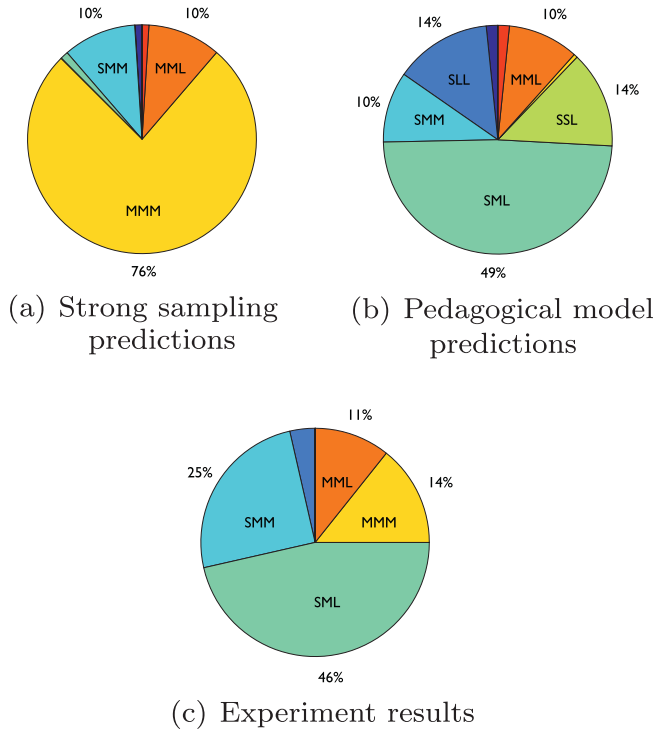 10%
10%
SMM
MML
MMM
76%
(a) Strong sampling
predictions
14%
10%
SLL
MML
10%
14%
SMM
SSL
SML
49%
(b) Pedagogical model
predictions
11%
25%
MML
14%
SMM
MMM
SML
46%
(c) Experiment results